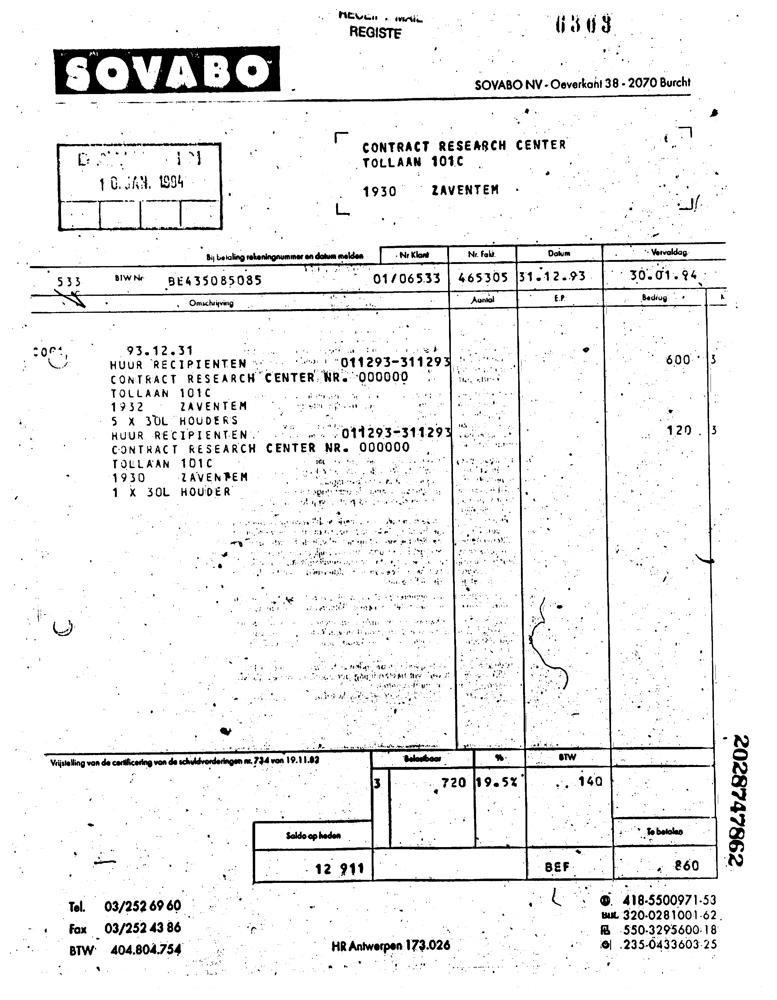 REGISTE
6303
SOVABO
SOVABO NV - Oeverkant 38 - 2070 Burcht
CONTRACT RESEARCH CENTER
TOLLAAN 101C
1930 ZAVENTEM
10. JAN. 1994
Bij betaling rekeningnummer en datum melden Nr Klant Nr. Fakt Datum Vervaldag
533 BTW Nr BE435085085 01/06533 465305 31.12.93 30.01.94
Omschrijving Aantal E.P. Bedrag
93.12.31
HUUR RECIPIENTEN 011293-311293 600 3
CONTRACT RESEARCH CENTER NR. 000000
TOLLAAN 101C
1932 ZAVENTEM
5 X 30L HOUDERS
HUUR RECIPIENTEN 011293-311293 120 3
CONTRACT RESEARCH CENTER NR. 000000
TOLLAAN 101C
1930 ZAVENTEM
1 X 30L HOUDER
Vrijstelling van de certificering van de schuldvorderingen nr. 734 van 19.11.82 Belastbaar % BTW
3 720 19.5% 140
Saldo op heden Te betalen
12 911 BEF 860
2028747862
Tel. 03/252 69 60
Fax 03/252 43 86
BTW 404.804.754
HR Antwerpen 173.026
418-5500971-53
320-0281001-62
550-3295600-18
235-0433603-25